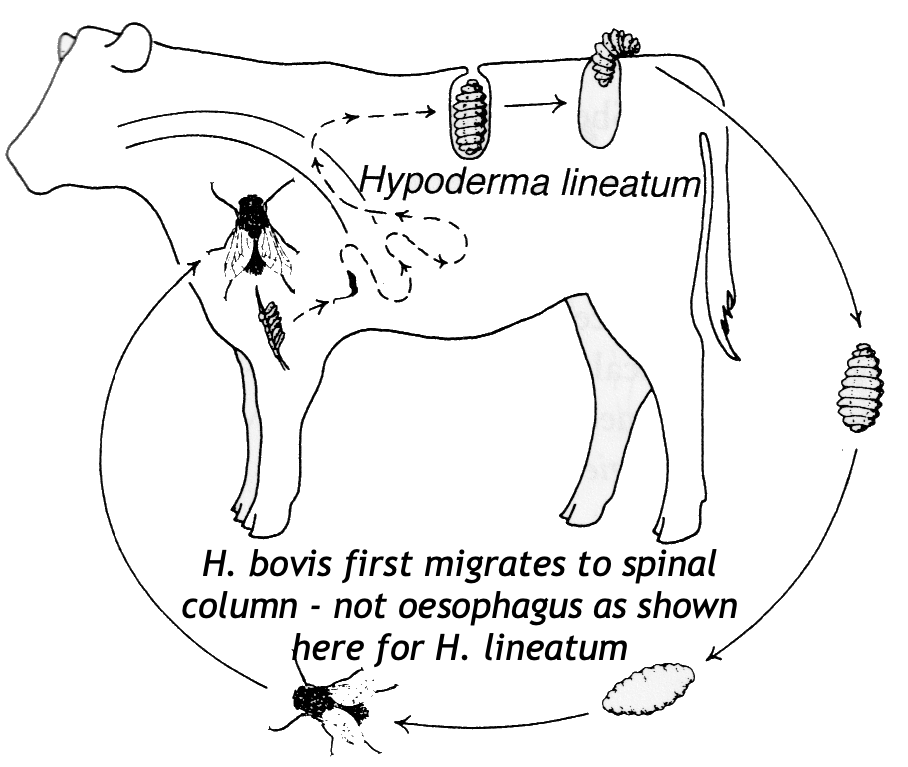 Hypoderma lineatum
H. bovis first migrates to spinal
column - not oesophagus as shown
here for H. lineatum